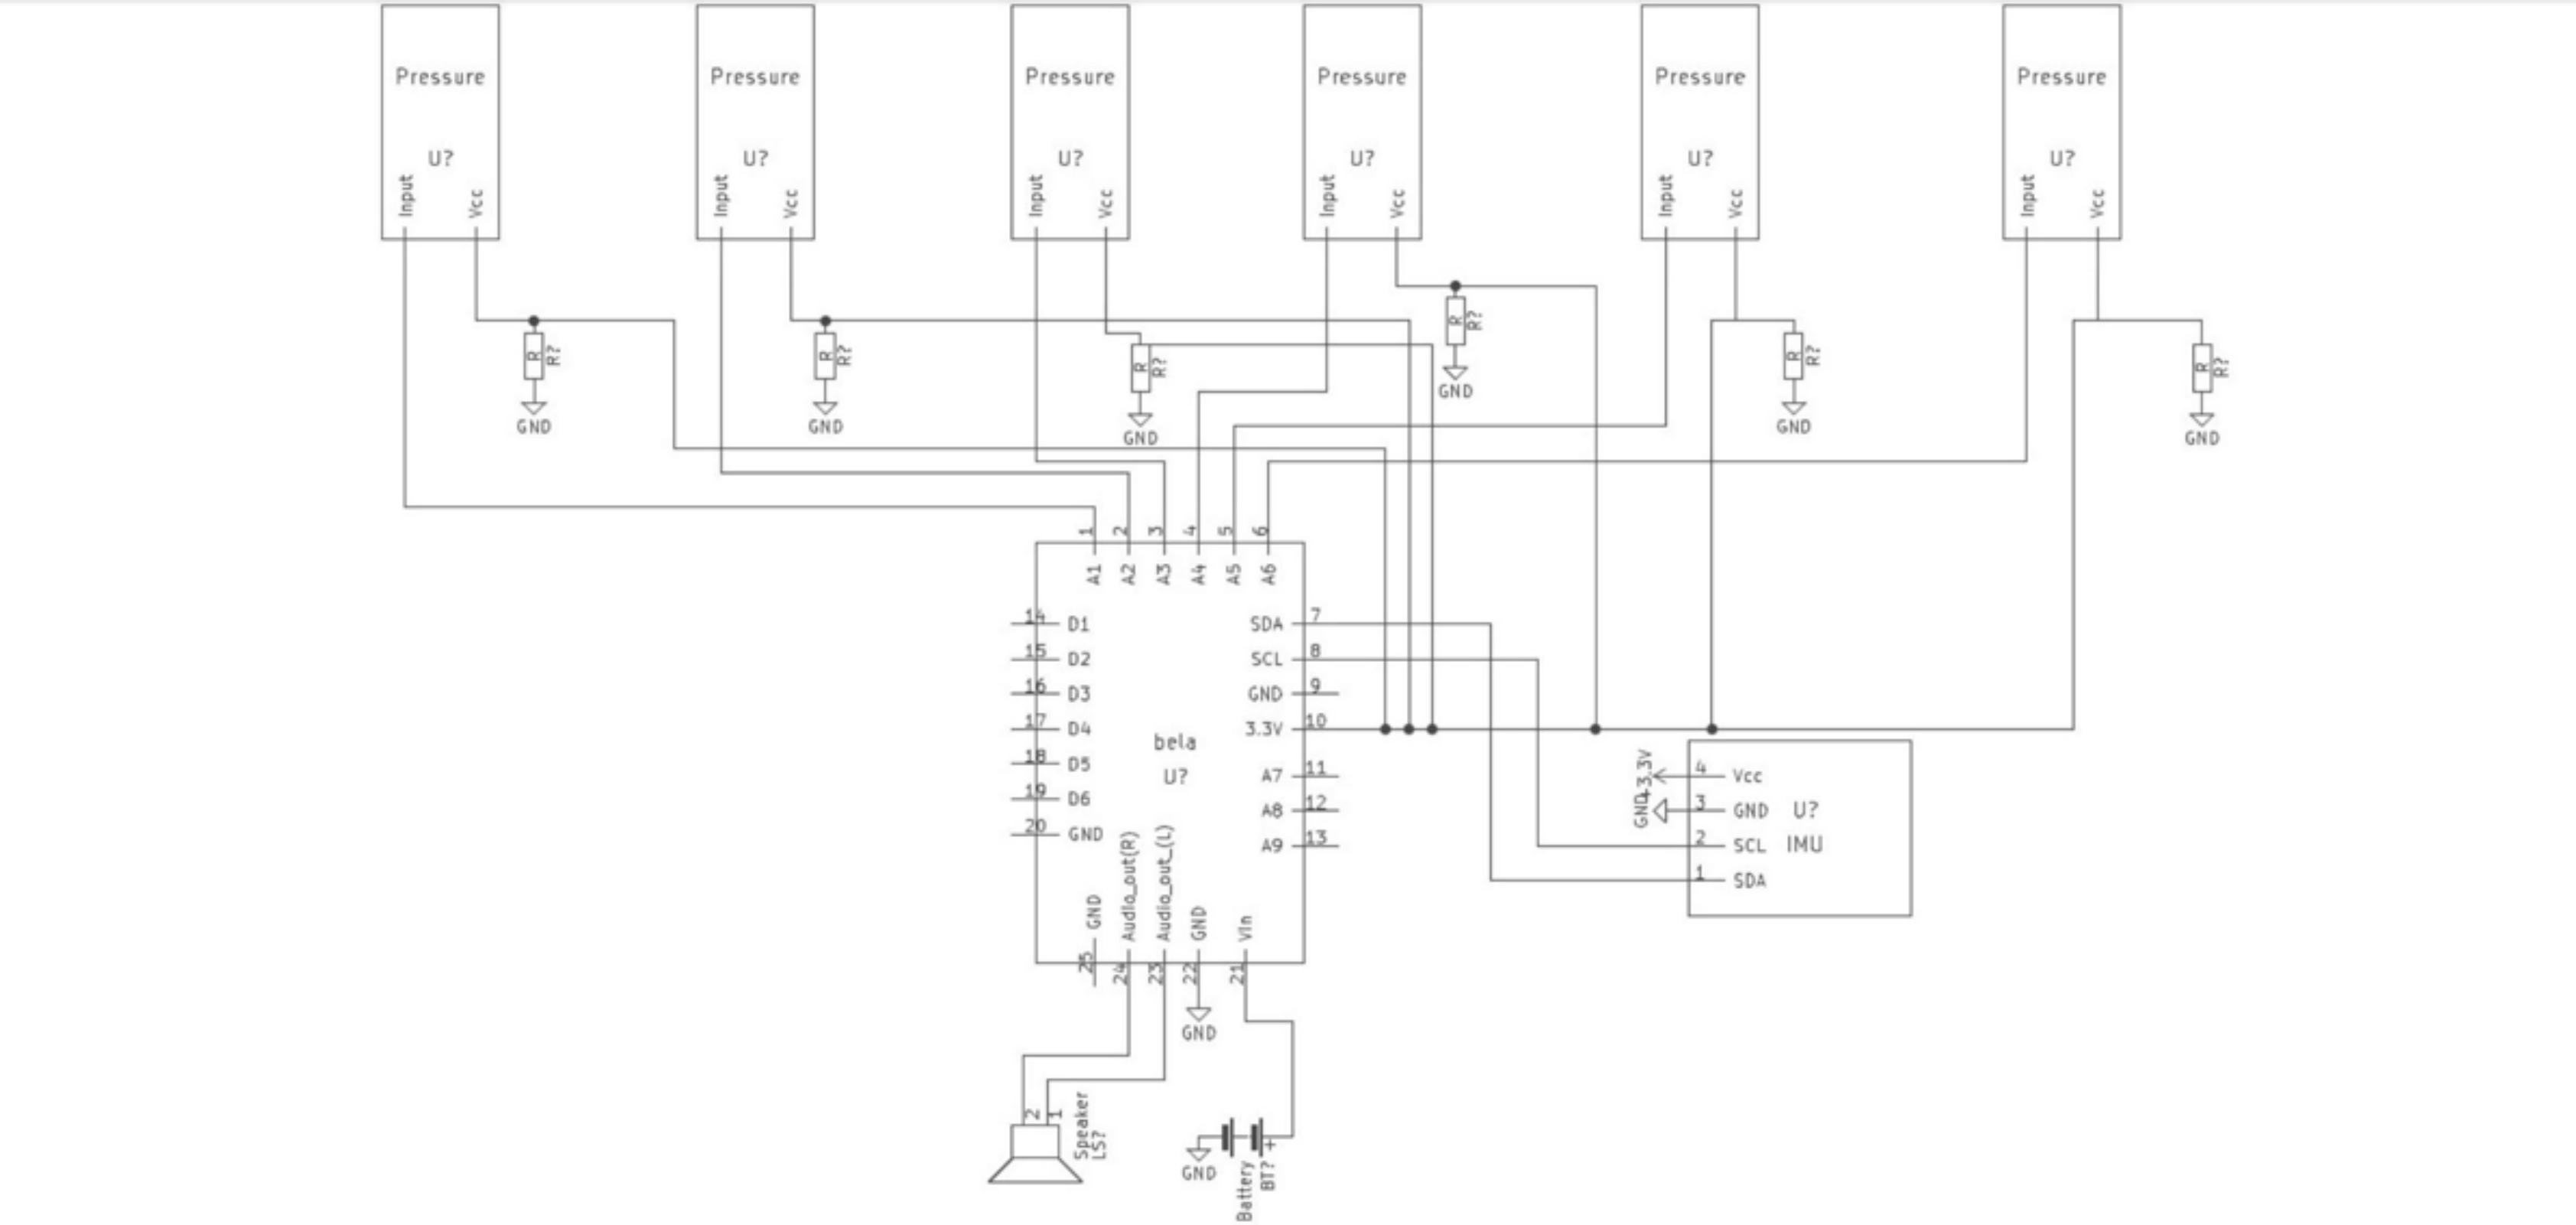 Pressure Pressure Pressure Pressure Pressure Pressure
U? U? U? U? U? U?
Input Vcc Input Vcc Input Vcc Input Vcc Input Vcc Input Vcc
R R? R R? R R? R R? R R? R R?
GND GND GND GND GND GND
1 2 3 4 5 6
A1 A2 A3 A4 A5 A6
14 D1 SDA 7
15 D2 SCL 8
16 D3 GND 9
17 D4 3.3V 10
bela
U?
18 D5 A7 11
19 D6 A8 12
20 GND A9 13
+3.3V 4 Vcc
GND 3 GND U?
2 SCL IMU
1 SDA
GND Audio_out(R) Audio_out_(L) GND Vin
25 24 23 22 21
GND
2 1
Speaker
LS?
GND
Battery
BT?
+